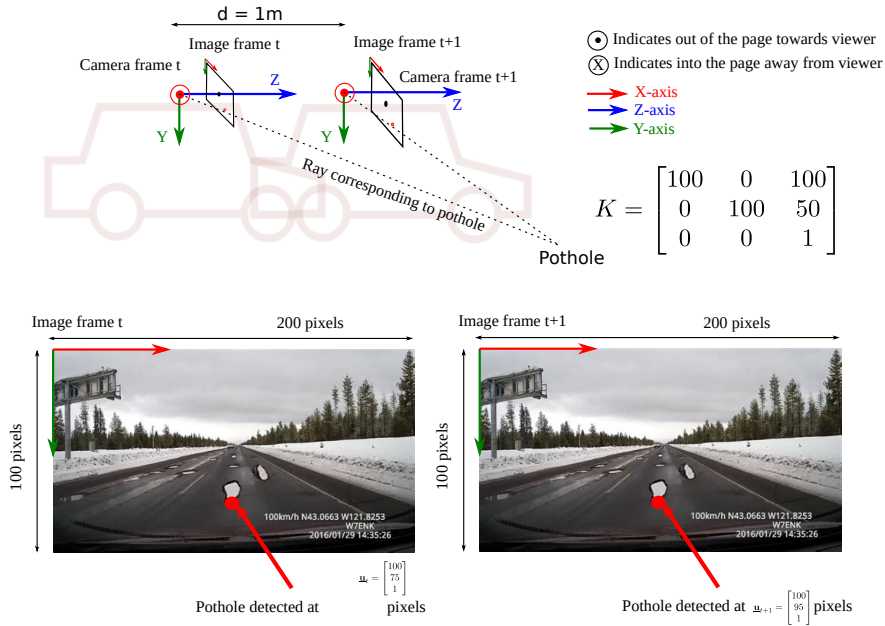 d = 1m
Image frame t
Image frame t+1
Camera frame t
Camera frame t+1
Z
Z
Y
Y
Ray corresponding to pothole
Pothole
Indicates out of the page towards viewer
X Indicates into the page away from viewer
X-axis
Z-axis
Y-axis
K = [100 0 100
0 100 50
0 0 1]
Image frame t
200 pixels
100 pixels
100km/h N43.0663 W121.8253
W7ENK
2016/01/29 14:35:26
Pothole detected at u_t = [100 75 1] pixels
Image frame t+1
200 pixels
100 pixels
100km/h N43.0663 W121.8253
W7ENK
2016/01/29 14:35:26
Pothole detected at u_t+1 = [100 95 1] pixels